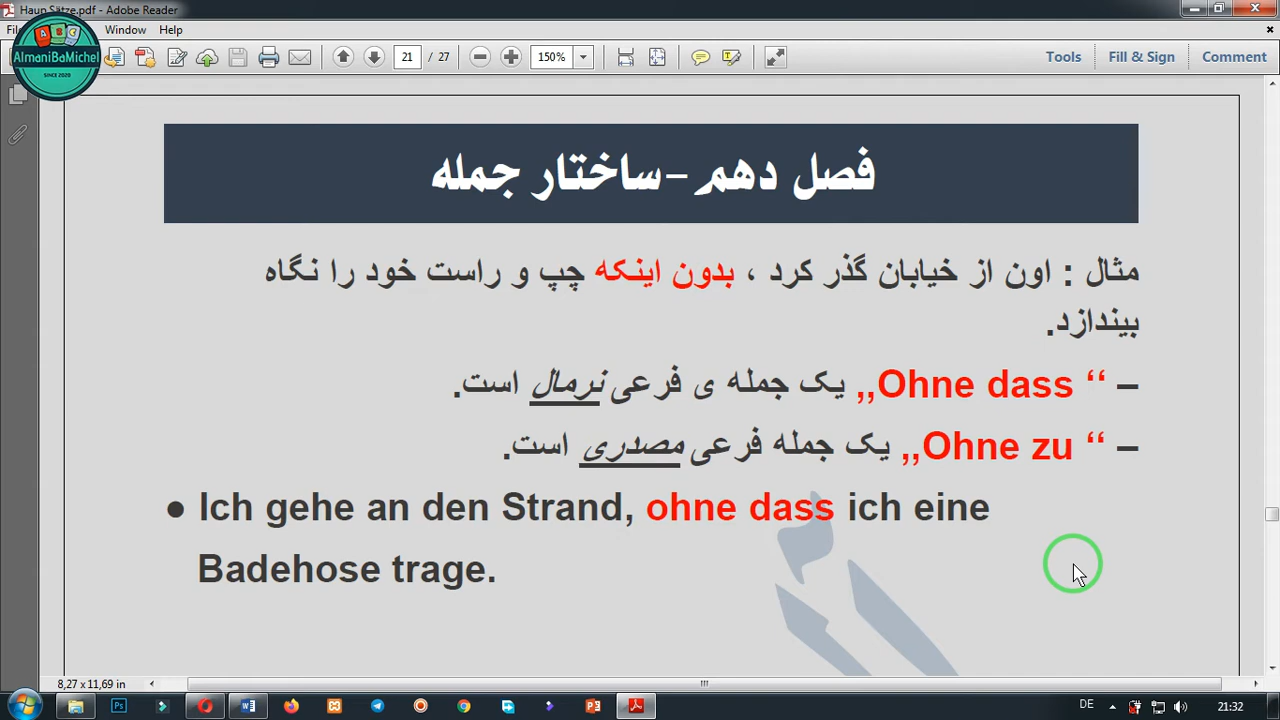 Haup Sätze.pdf - Adobe Reader
Window Help
ABC
AlmaniBaMichel
SINCE 2020
21 / 27
150%
Tools Fill & Sign Comment
فصل دهم -ساختار جمله
مثال : اون از خیابان گذر کرد ، بدون اینکه چپ و راست خود را نگاه
بیندازد.
– “ Ohne dass,, یک جمله ی فرعی نرمال است.
– “ Ohne zu,, یک جمله فرعی مصدری است.
● Ich gehe an den Strand, ohne dass ich eine
Badehose trage.
8,27 x 11,69 in
DE
21:32